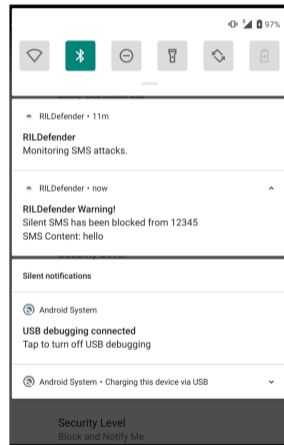 97%
RILDefender • 11m
RILDefender
Monitoring SMS attacks.
RILDefender • now
RILDefender Warning!
Silent SMS has been blocked from 12345
SMS Content: hello
Security Level
Silent notifications
Android System
USB debugging connected
Tap to turn off USB debugging
Android System • Charging this device via USB
Security Level
Block and Notify Me